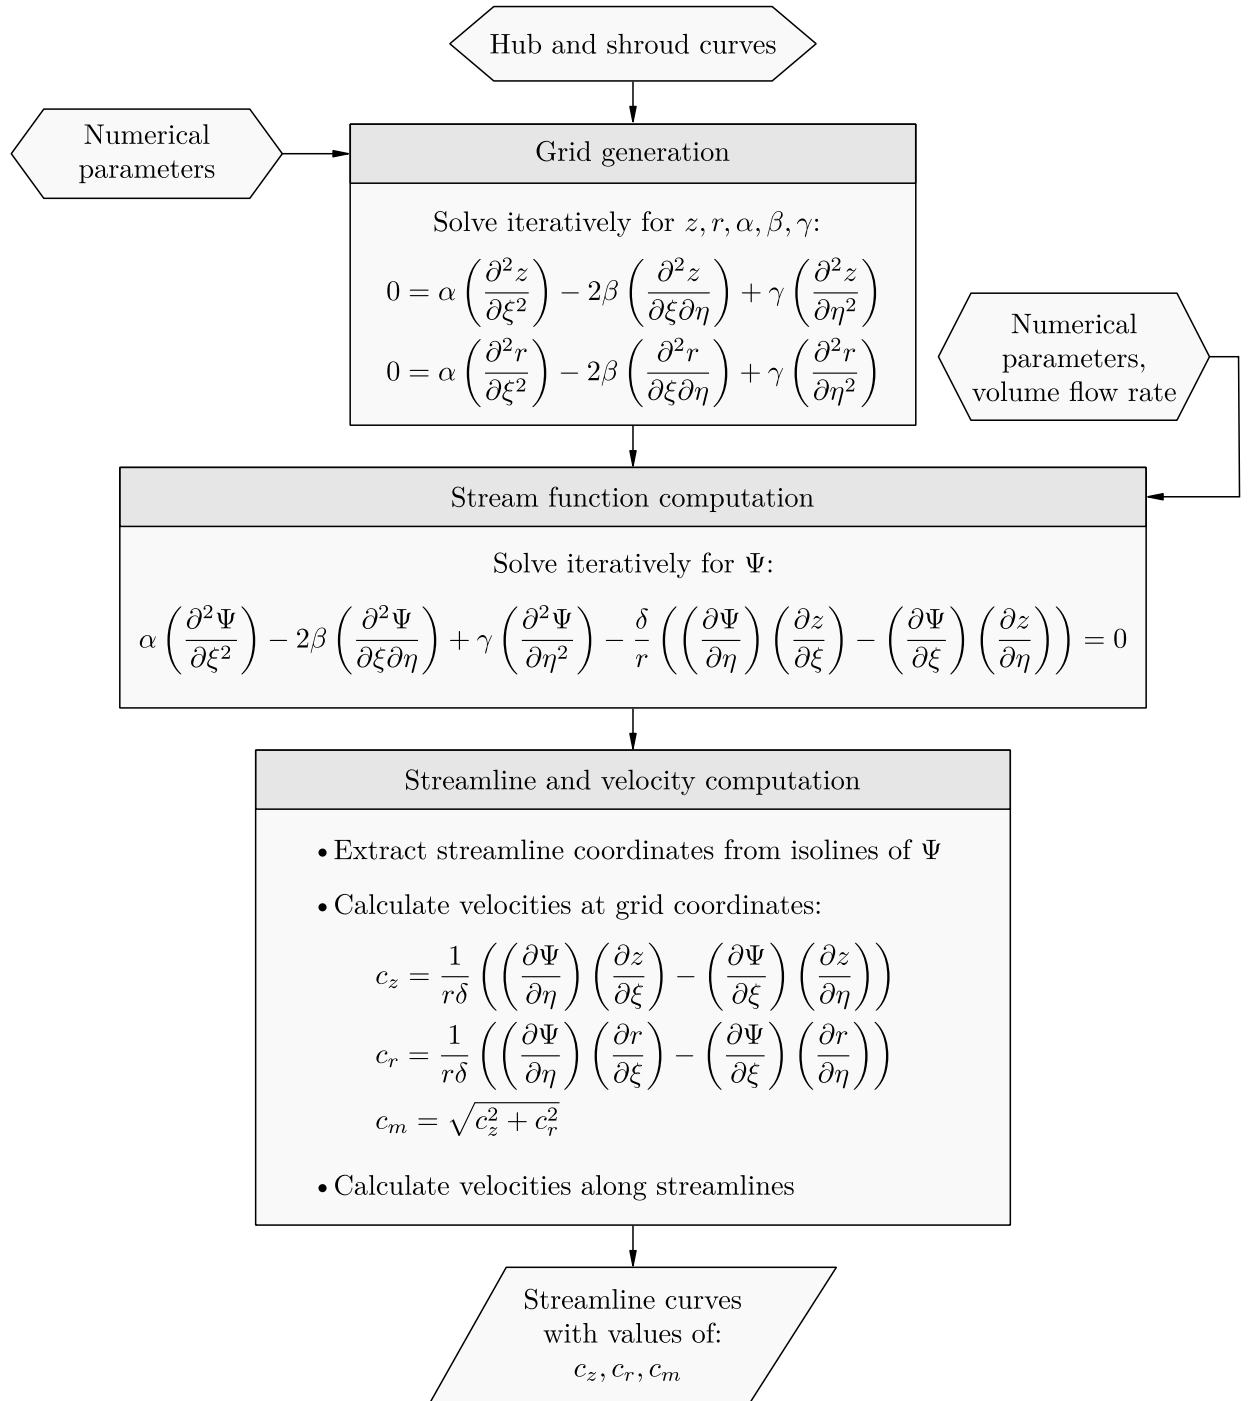 Hub and shroud curves
Numerical
parameters
Grid generation
Solve iteratively for z, r, α, β, γ:
0 = α (∂²z/∂ξ²) − 2β (∂²z/∂ξ∂η) + γ (∂²z/∂η²)
0 = α (∂²r/∂ξ²) − 2β (∂²r/∂ξ∂η) + γ (∂²r/∂η²)
Numerical
parameters,
volume flow rate
Stream function computation
Solve iteratively for Ψ:
α (∂²Ψ/∂ξ²) − 2β (∂²Ψ/∂ξ∂η) + γ (∂²Ψ/∂η²) − δ/r ((∂Ψ/∂η) (∂z/∂ξ) − (∂Ψ/∂ξ) (∂z/∂η)) = 0
Streamline and velocity computation
• Extract streamline coordinates from isolines of Ψ
• Calculate velocities at grid coordinates:
c_z = 1/(rδ) ((∂Ψ/∂η) (∂z/∂ξ) − (∂Ψ/∂ξ) (∂z/∂η))
c_r = 1/(rδ) ((∂Ψ/∂η) (∂r/∂ξ) − (∂Ψ/∂ξ) (∂r/∂η))
c_m = √(c_z² + c_r²)
• Calculate velocities along streamlines
Streamline curves
with values of:
c_z, c_r, c_m